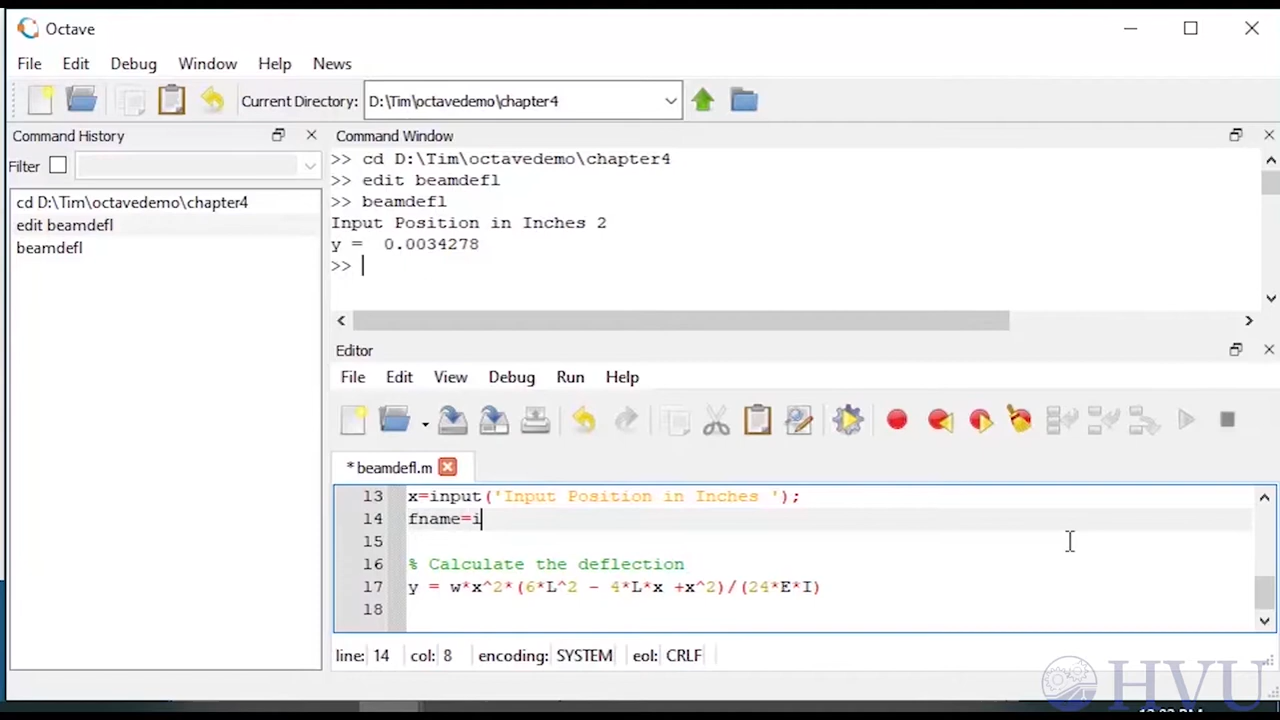 Octave
File Edit Debug Window Help News
Current Directory: D:\Tim\octavedemo\chapter4
Command History
Filter
cd D:\Tim\octavedemo\chapter4
edit beamdefl
beamdefl
Command Window
>> cd D:\Tim\octavedemo\chapter4
>> edit beamdefl
>> beamdefl
Input Position in Inches 2
y =  0.0034278
>>
Editor
File Edit View Debug Run Help
* beamdefl.m
13 x=input('Input Position in Inches ');
14 fname=i
15
16 % Calculate the deflection
17 y = w*x^2*(6*L^2 - 4*L*x +x^2)/(24*E*I)
18
line: 14 col: 8 encoding: SYSTEM eol: CRLF
HVU